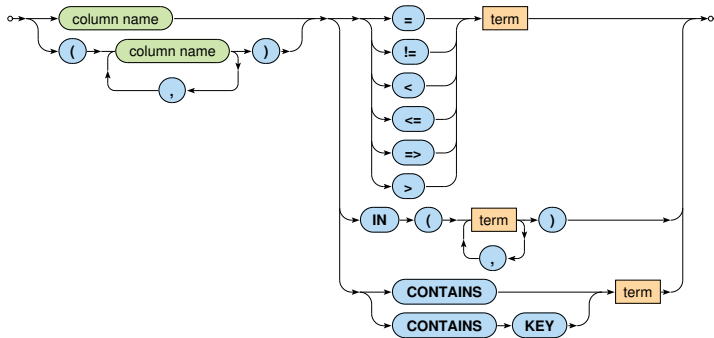 column name = term
( column name ) !=
, <
<=
=>
>
IN ( term )
,
CONTAINS term
CONTAINS KEY